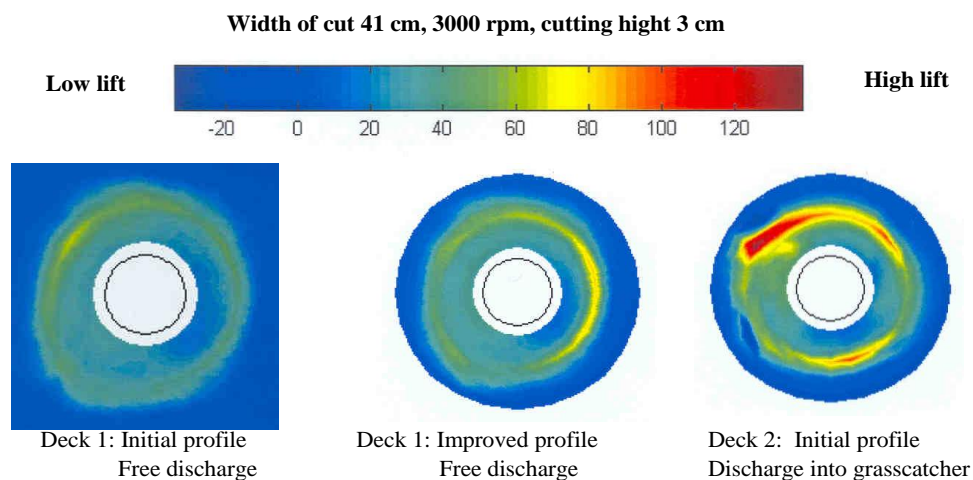 Width of cut 41 cm, 3000 rpm, cutting hight 3 cm
Low lift
High lift
-20 0 20 40 60 80 100 120
Deck 1: Initial profile
Free discharge
Deck 1: Improved profile
Free discharge
Deck 2: Initial profile
Discharge into grasscatcher